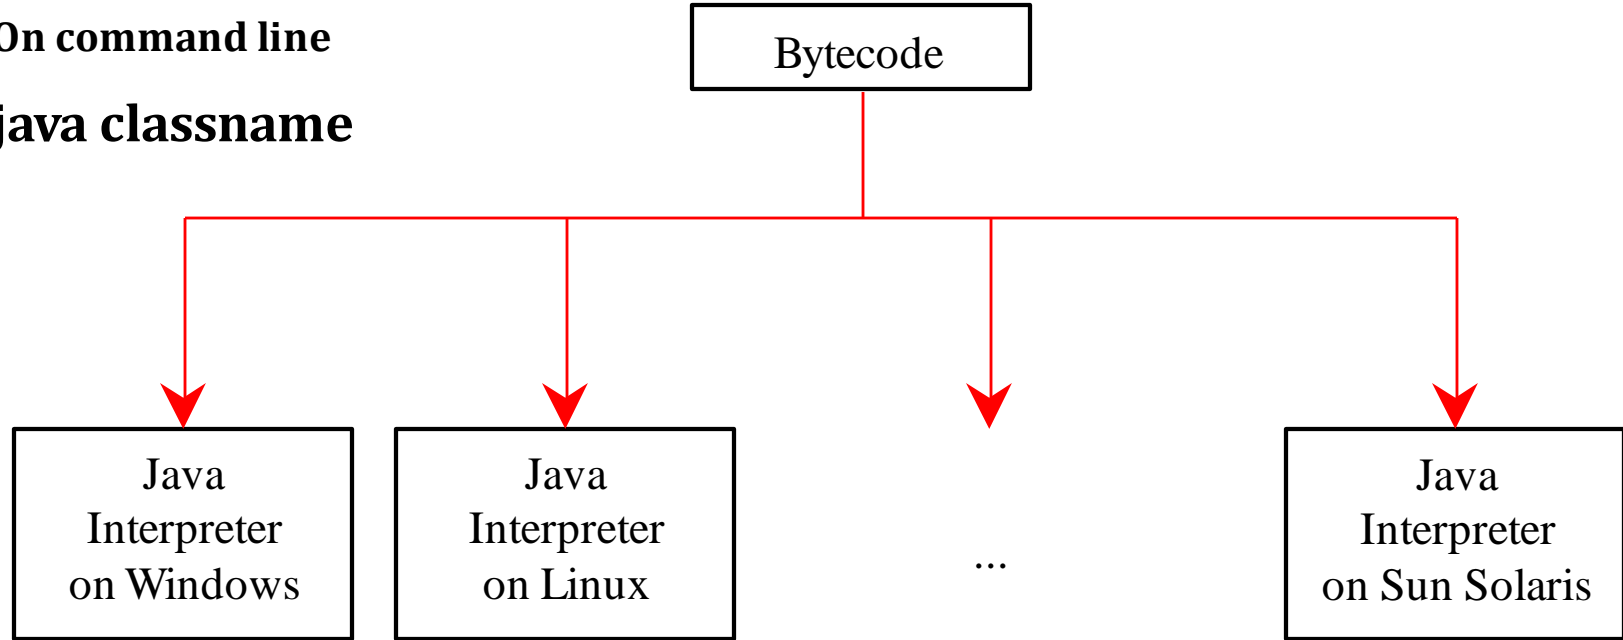 On command line
java classname
Bytecode
Java
Interpreter
on Windows
Java
Interpreter
on Linux
...
Java
Interpreter
on Sun Solaris